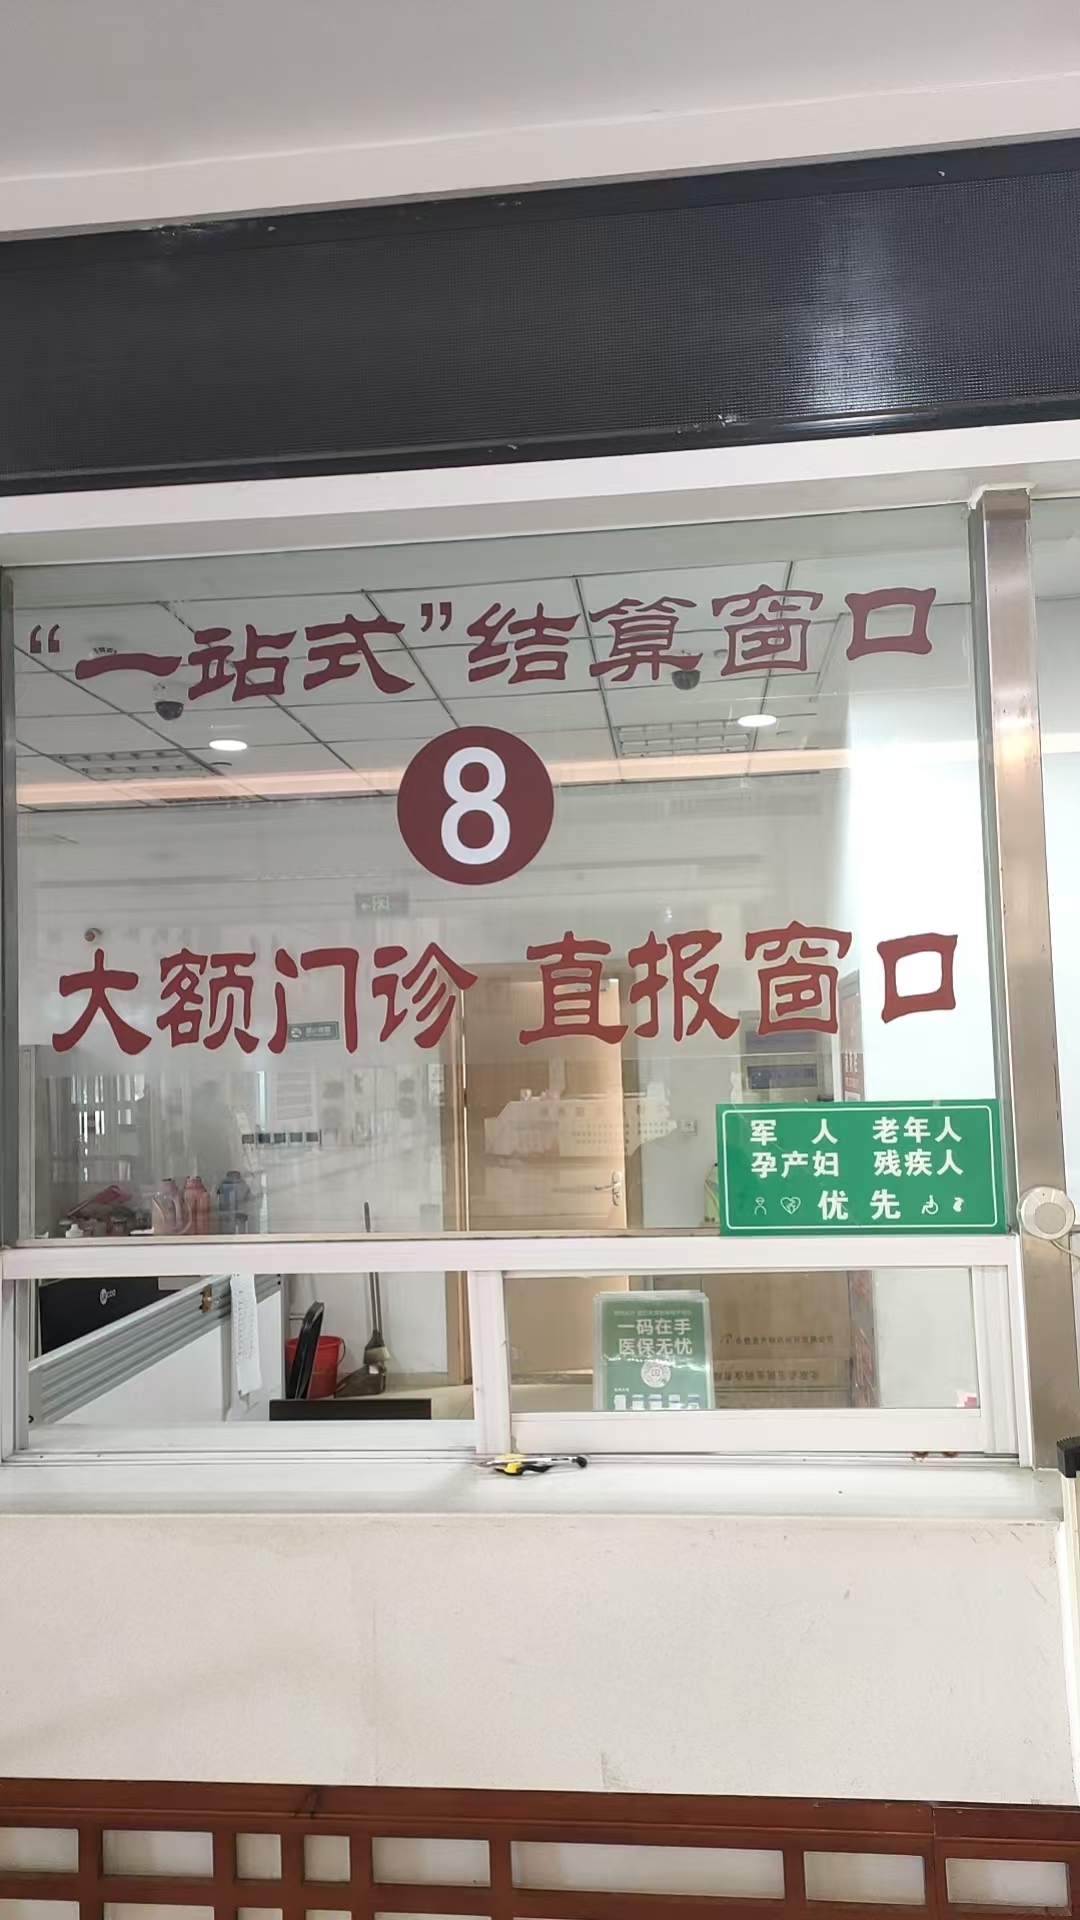 “一站式”结算窗口
8
大额门诊 直报窗口
军 人 老年人
孕产妇 残疾人
优 先
一码在手
医保无忧